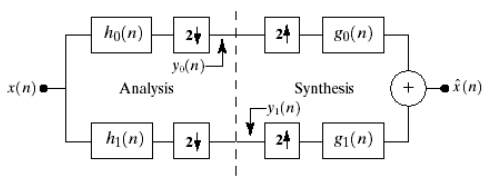 h₀(n) 2↓ 2↑ g₀(n)
y₀(n)
x(n) Analysis Synthesis + x̂(n)
y₁(n)
h₁(n) 2↓ 2↑ g₁(n)